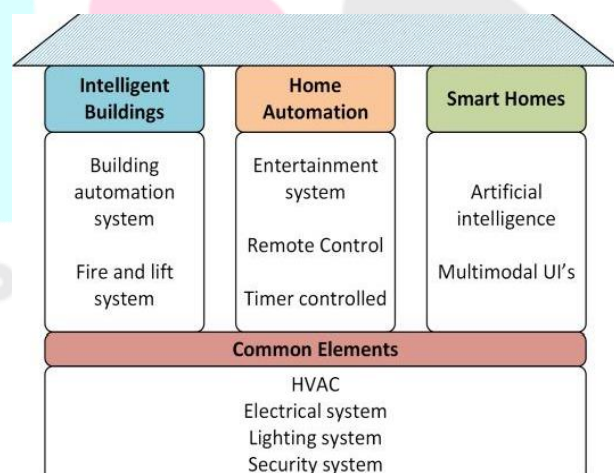 Intelligent
Buildings
Building
automation
system
Fire and lift
system
Home
Automation
Entertainment
system
Remote Control
Timer controlled
Smart Homes
Artificial
intelligence
Multimodal UI's
Common Elements
HVAC
Electrical system
Lighting system
Security system